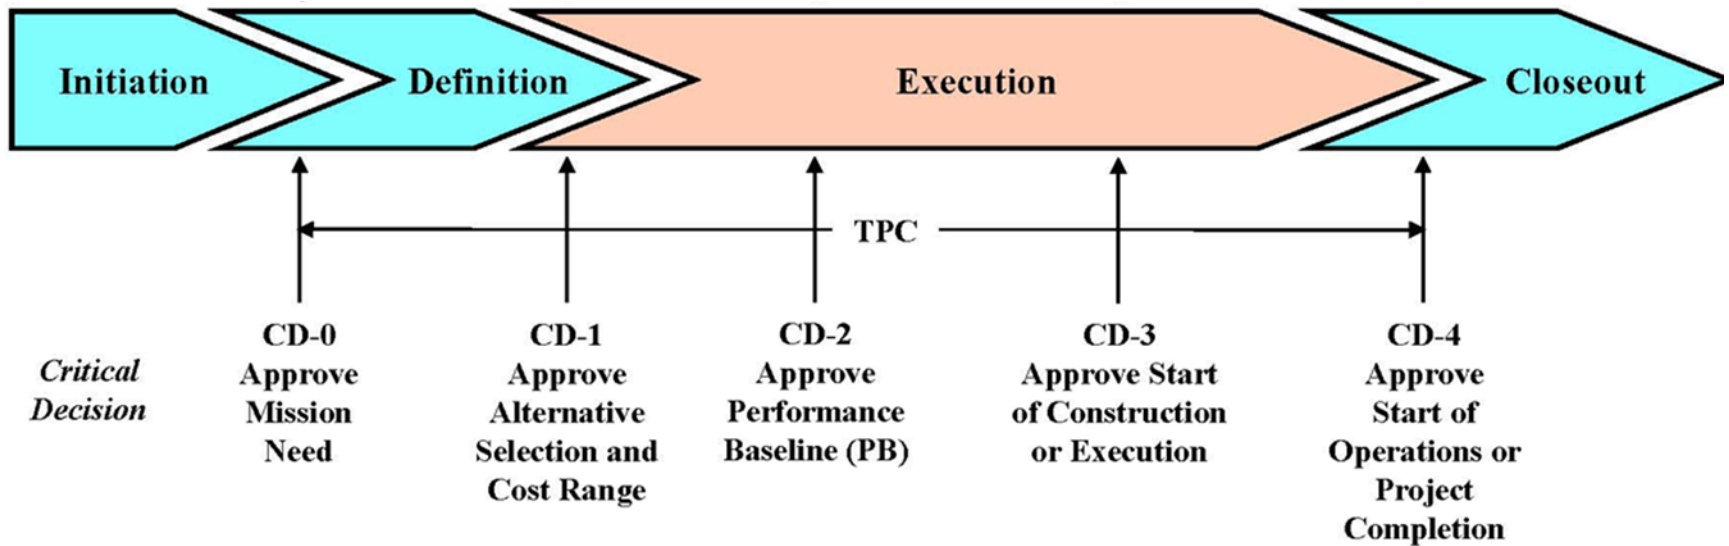 Initiation
Definition
Execution
Closeout
TPC
Critical
Decision
CD-0
Approve
Mission
Need
CD-1
Approve
Alternative
Selection and
Cost Range
CD-2
Approve
Performance
Baseline (PB)
CD-3
Approve Start
of Construction
or Execution
CD-4
Approve
Start of
Operations or
Project
Completion